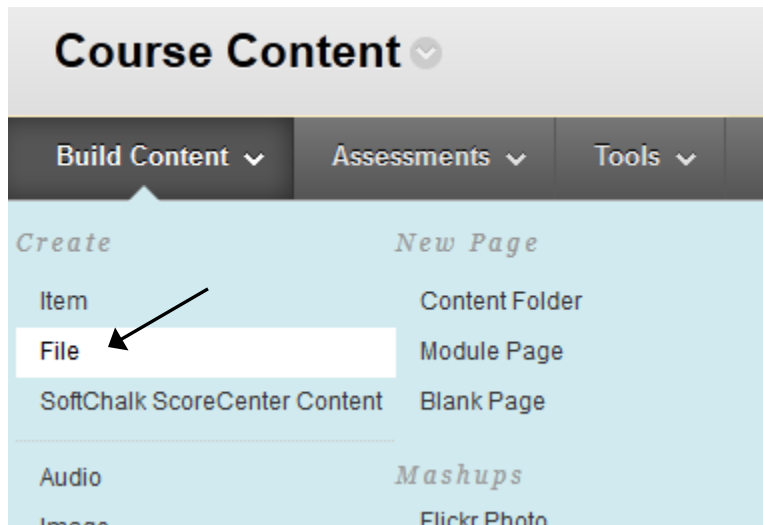 Course Content
Build Content
Assessments
Tools
Create
Item
File
SoftChalk ScoreCenter Content
Audio
Image
New Page
Content Folder
Module Page
Blank Page
Mashups
Flickr Photo